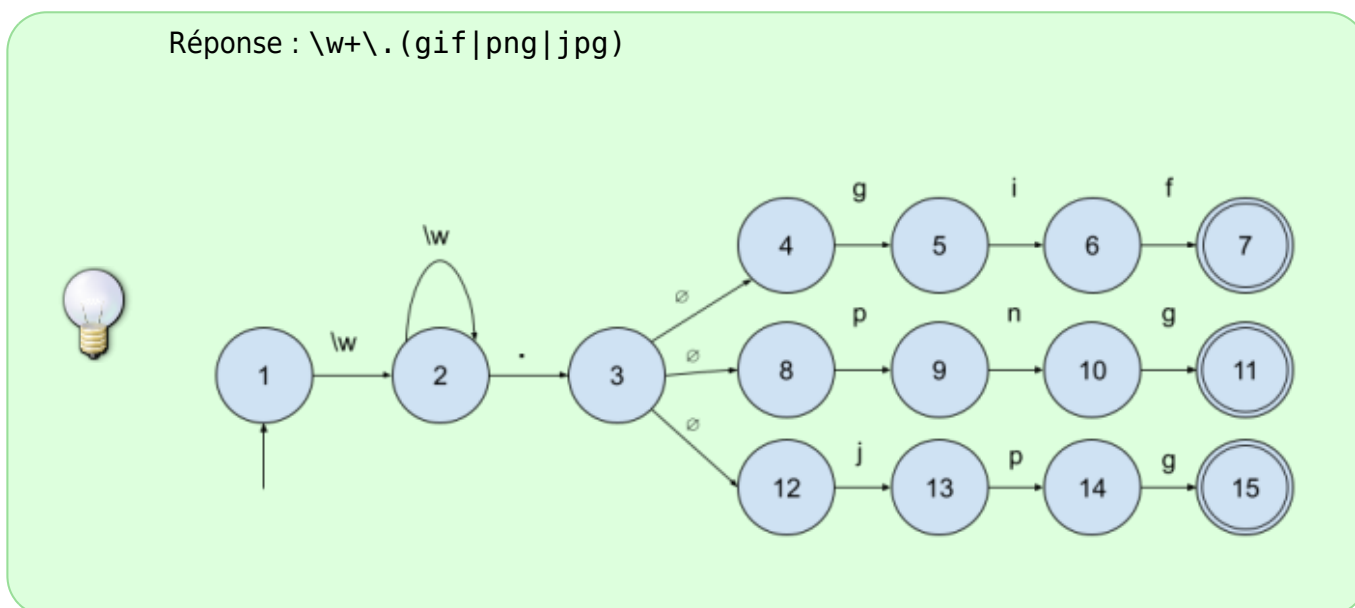 Réponse : \w+\.(gif|png|jpg)
g i f
4 5 6 7
\w
∅
p n g
\w . ∅
1 2 3 8 9 10 11
∅
j p g
12 13 14 15